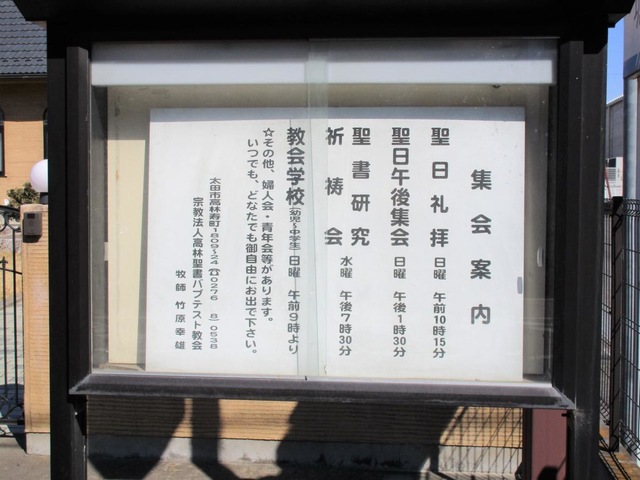 集会案内
聖日礼拝 日曜 午前10時15分
聖日午後集会 日曜 午後1時30分
聖書研究
祈祷会 水曜 午後7時30分
教会学校(幼児~中学生) 日曜 午前9時より
☆その他、婦人会・青年会等があります。
いつでも、どなたでも御自由にお出で下さい。
太田市高林寿町1809~24 ☎0276 8)0538
宗教法人高林聖書バプテスト教会
牧師 竹原幸雄